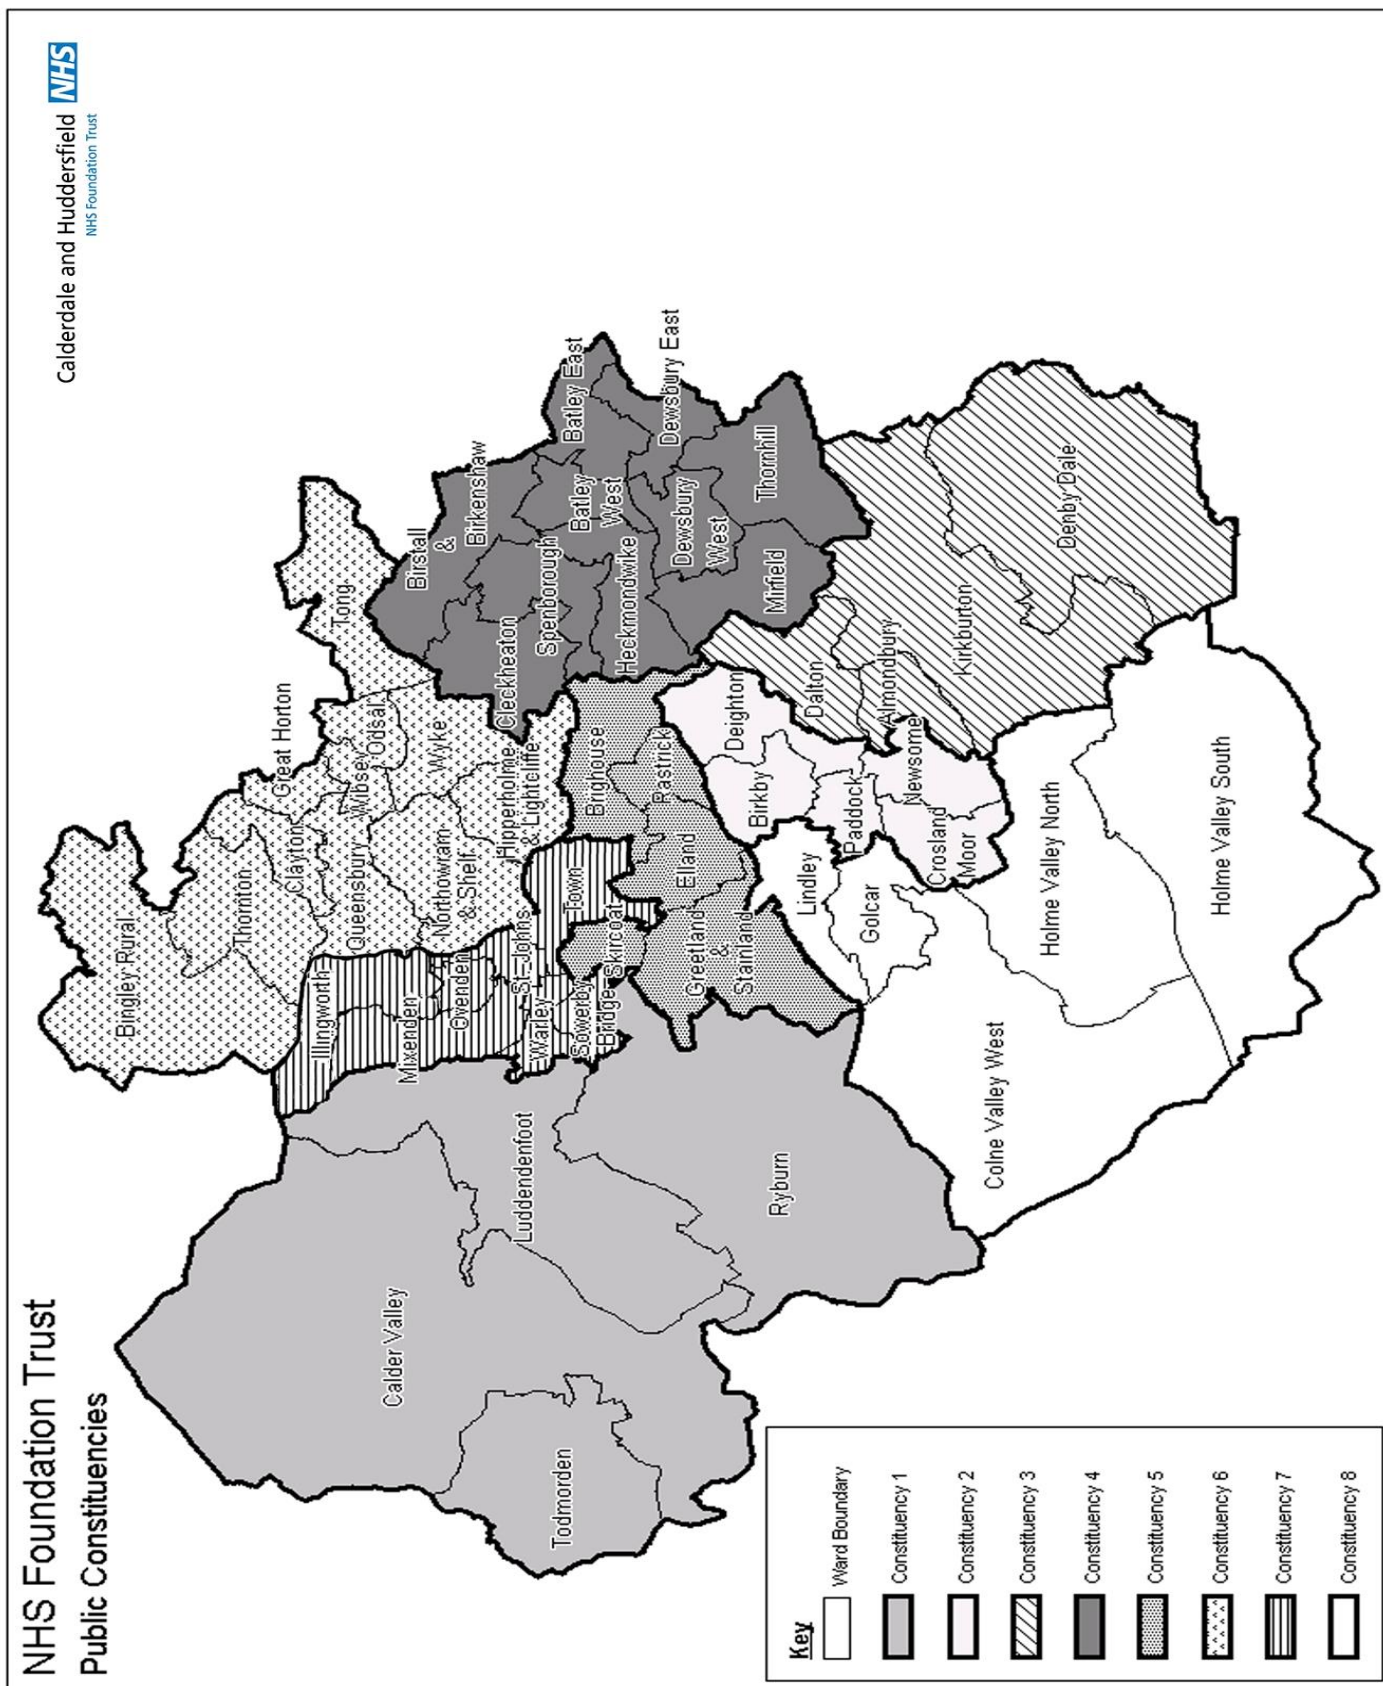 NHS Foundation Trust
Public Constituencies
Calderdale and Huddersfield NHS
NHS Foundation Trust
Bingley Rural
Thornton
Clayton
Great Horton
Queensbury
Wibsey
Odsal
Tong
Northowram
& Shelf
Wyke
Hipperholme
& Lightcliffe
Illingworth
Mixenden
Ovenden
St Johns
Warley
Town
Sowerby
Bridge
Skircoat
Calder Valley
Luddendenfoot
Todmorden
Ryburn
Birstall
&
Birkenshaw
Cleckheaton
Spenborough
Batley
West
Batley East
Heckmondwike
Dewsbury
West
Dewsbury East
Mirfield
Thornhill
Brighouse
Rastrick
Elland
Greetland
&
Stainland
Deighton
Birkby
Paddock
Newsome
Crosland
Moor
Lindley
Golcar
Dalton
Almondbury
Kirkburton
Denby Dale
Colne Valley West
Holme Valley North
Holme Valley South
Key
Ward Boundary
Constituency 1
Constituency 2
Constituency 3
Constituency 4
Constituency 5
Constituency 6
Constituency 7
Constituency 8